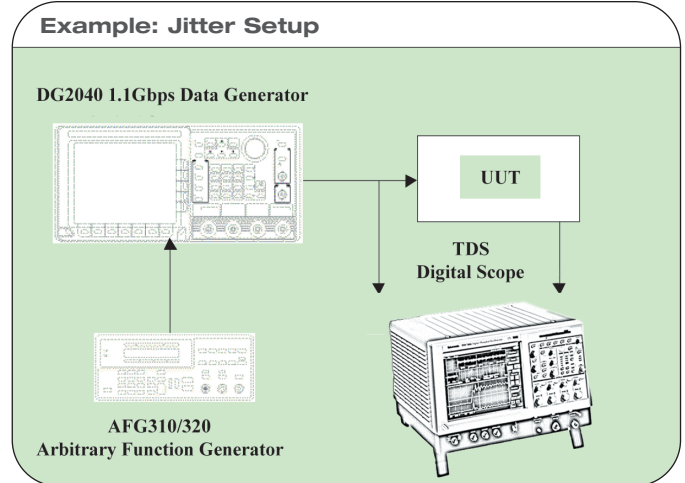 Example: Jitter Setup
DG2040 1.1Gbps Data Generator
UUT
TDS
Digital Scope
AFG310/320
Arbitrary Function Generator